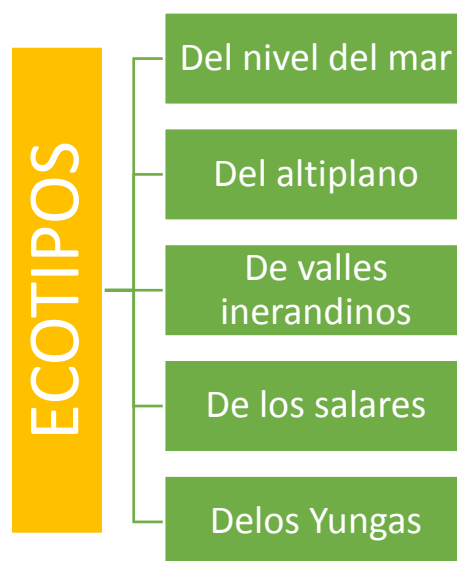 ECOTIPOS
Del nivel del mar
Del altiplano
De valles
inerandinos
De los salares
Delos Yungas